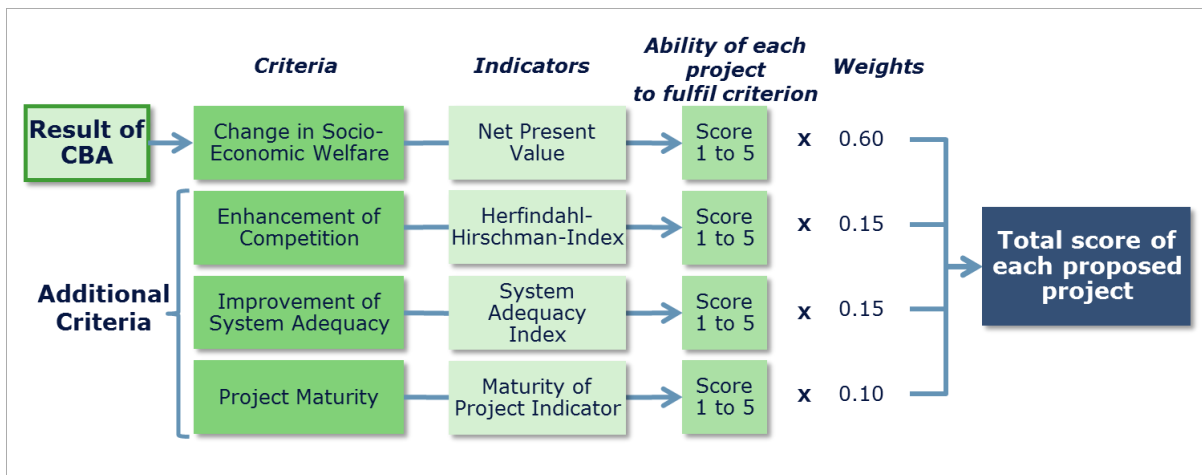 Criteria
Indicators
Ability of each
project
to fulfil criterion
Weights
Result of
CBA
Change in Socio-
Economic Welfare
Net Present
Value
Score
1 to 5
x
0.60
Enhancement of
Competition
Herfindahl-
Hirschman-Index
Score
1 to 5
x
0.15
Additional
Criteria
Improvement of
System Adequacy
System
Adequacy
Index
Score
1 to 5
x
0.15
Project Maturity
Maturity of
Project Indicator
Score
1 to 5
x
0.10
Total score of
each proposed
project